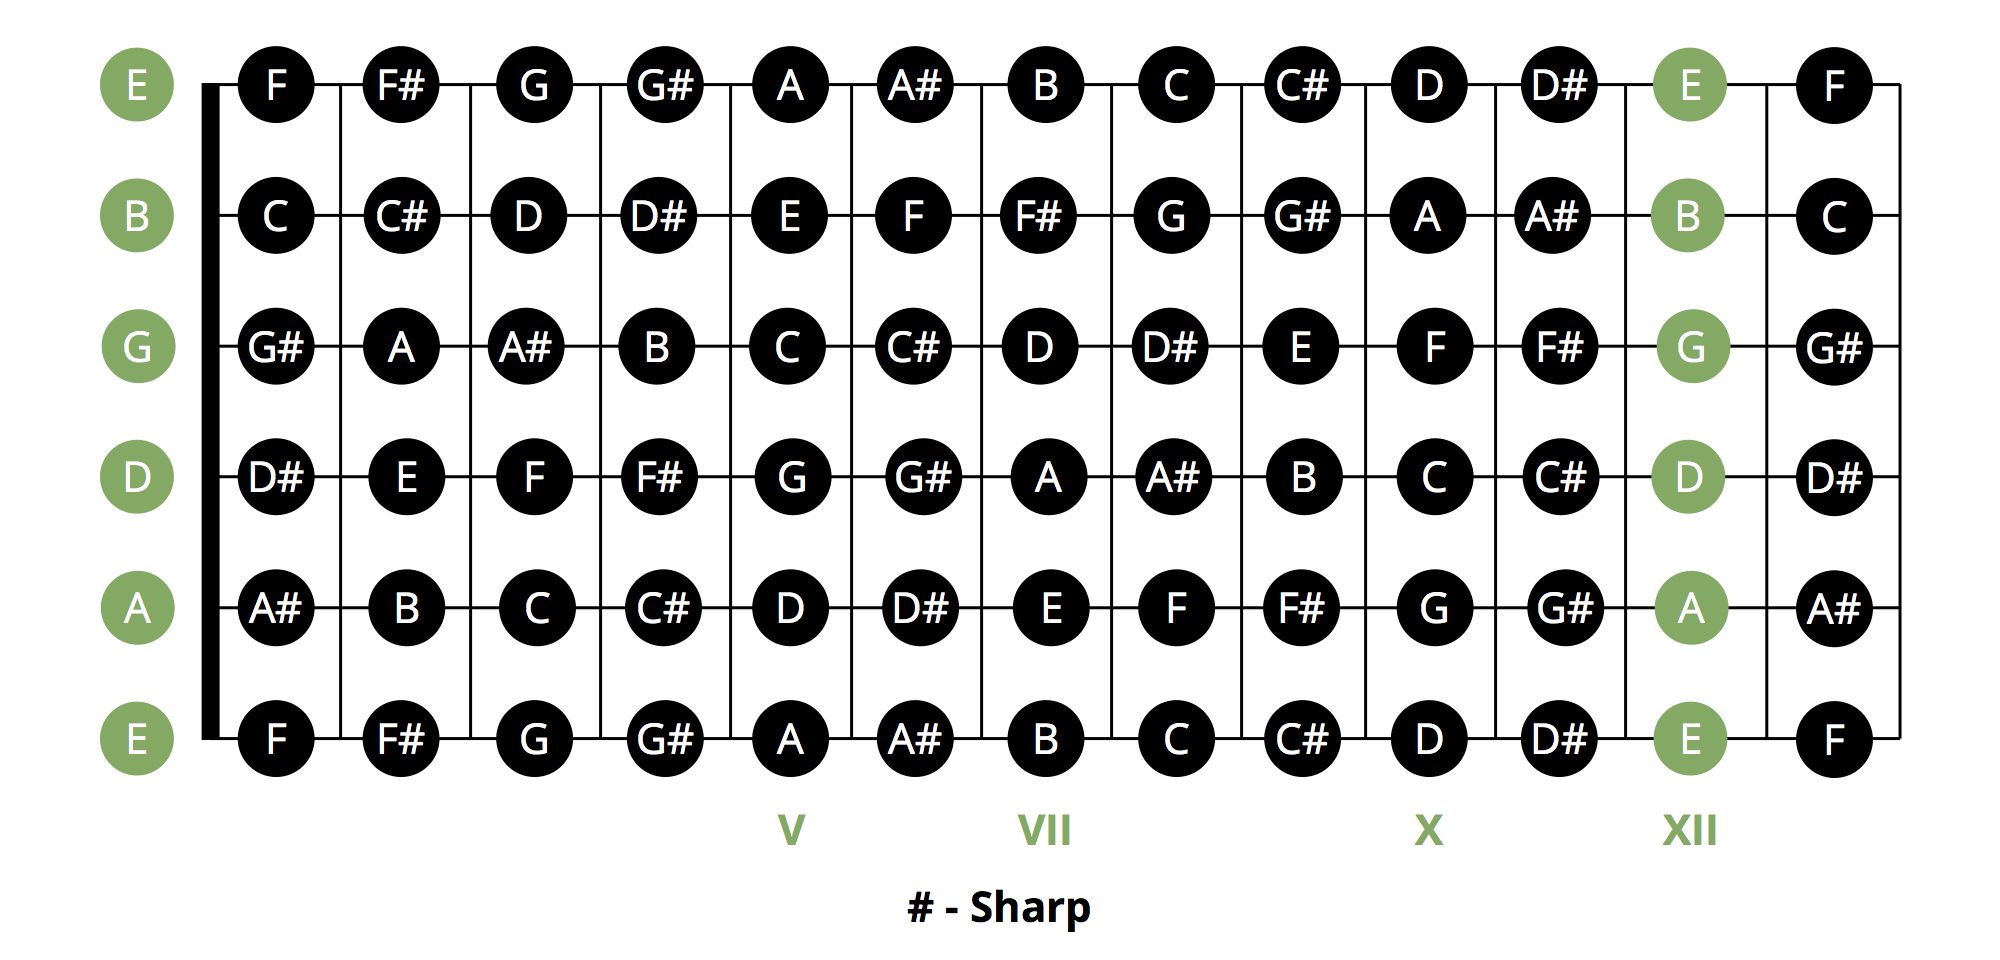 E F F# G G# A A# B C C# D D# E F
B C C# D D# E F F# G G# A A# B C
G G# A A# B C C# D D# E F F# G G#
D D# E F F# G G# A A# B C C# D D#
A A# B C C# D D# E F F# G G# A A#
E F F# G G# A A# B C C# D D# E F
V VII X XII
# - Sharp